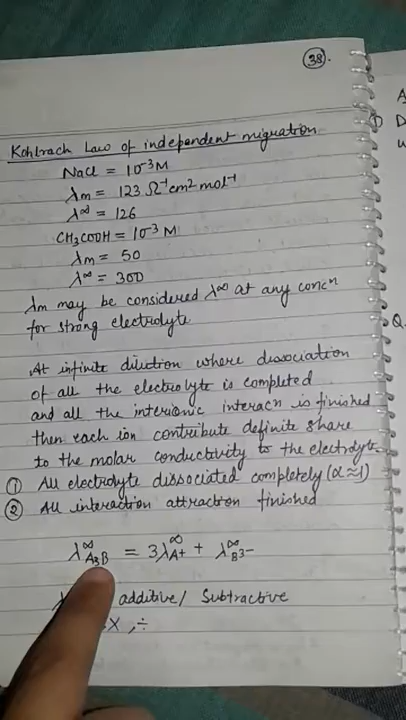 38.
Kohlrach Law of independent migration
NaCl = 10⁻³M
λm = 123 Ω⁻¹cm² mol⁻¹
λ∞ = 126
CH₃COOH = 10⁻³ M
λm = 50
λ∞ = 300
λm may be considered λ∞ at any concⁿ
for strong electrolyte
At infinite dilution where dissociation
of all the electrolyte is completed
and all the interionic interacⁿ is finished
then each ion contribute definite share
to the molar conductivity to the electrolyte
① All electrolyte dissociated completely (α≈1)
② All interaction attraction finished
λ∞A₃B = 3λ∞A+ + λ∞B3−
λ additive/ Subtractive
X, ÷
A
D
Q.